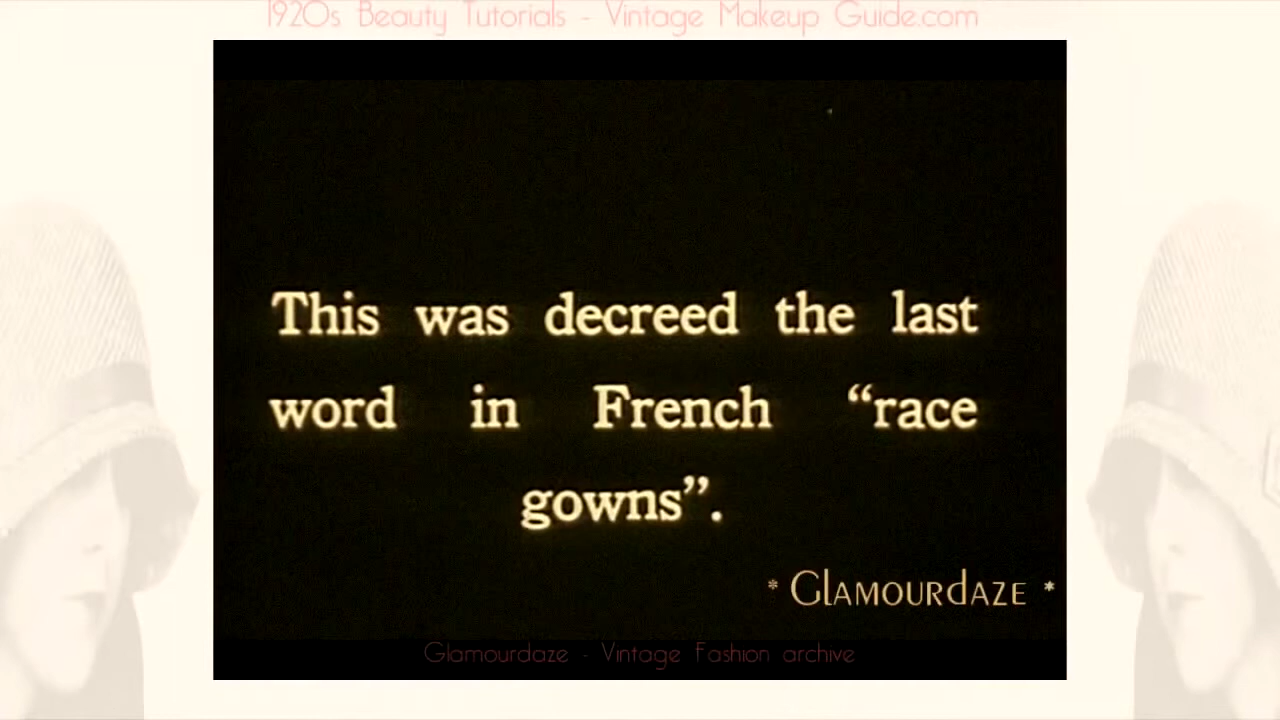 1920s Beauty Tutorials - Vintage Makeup Guide.com
This was decreed the last
word in French “race
gowns”.
* Glamourdaze *
Glamourdaze - Vintage Fashion archive